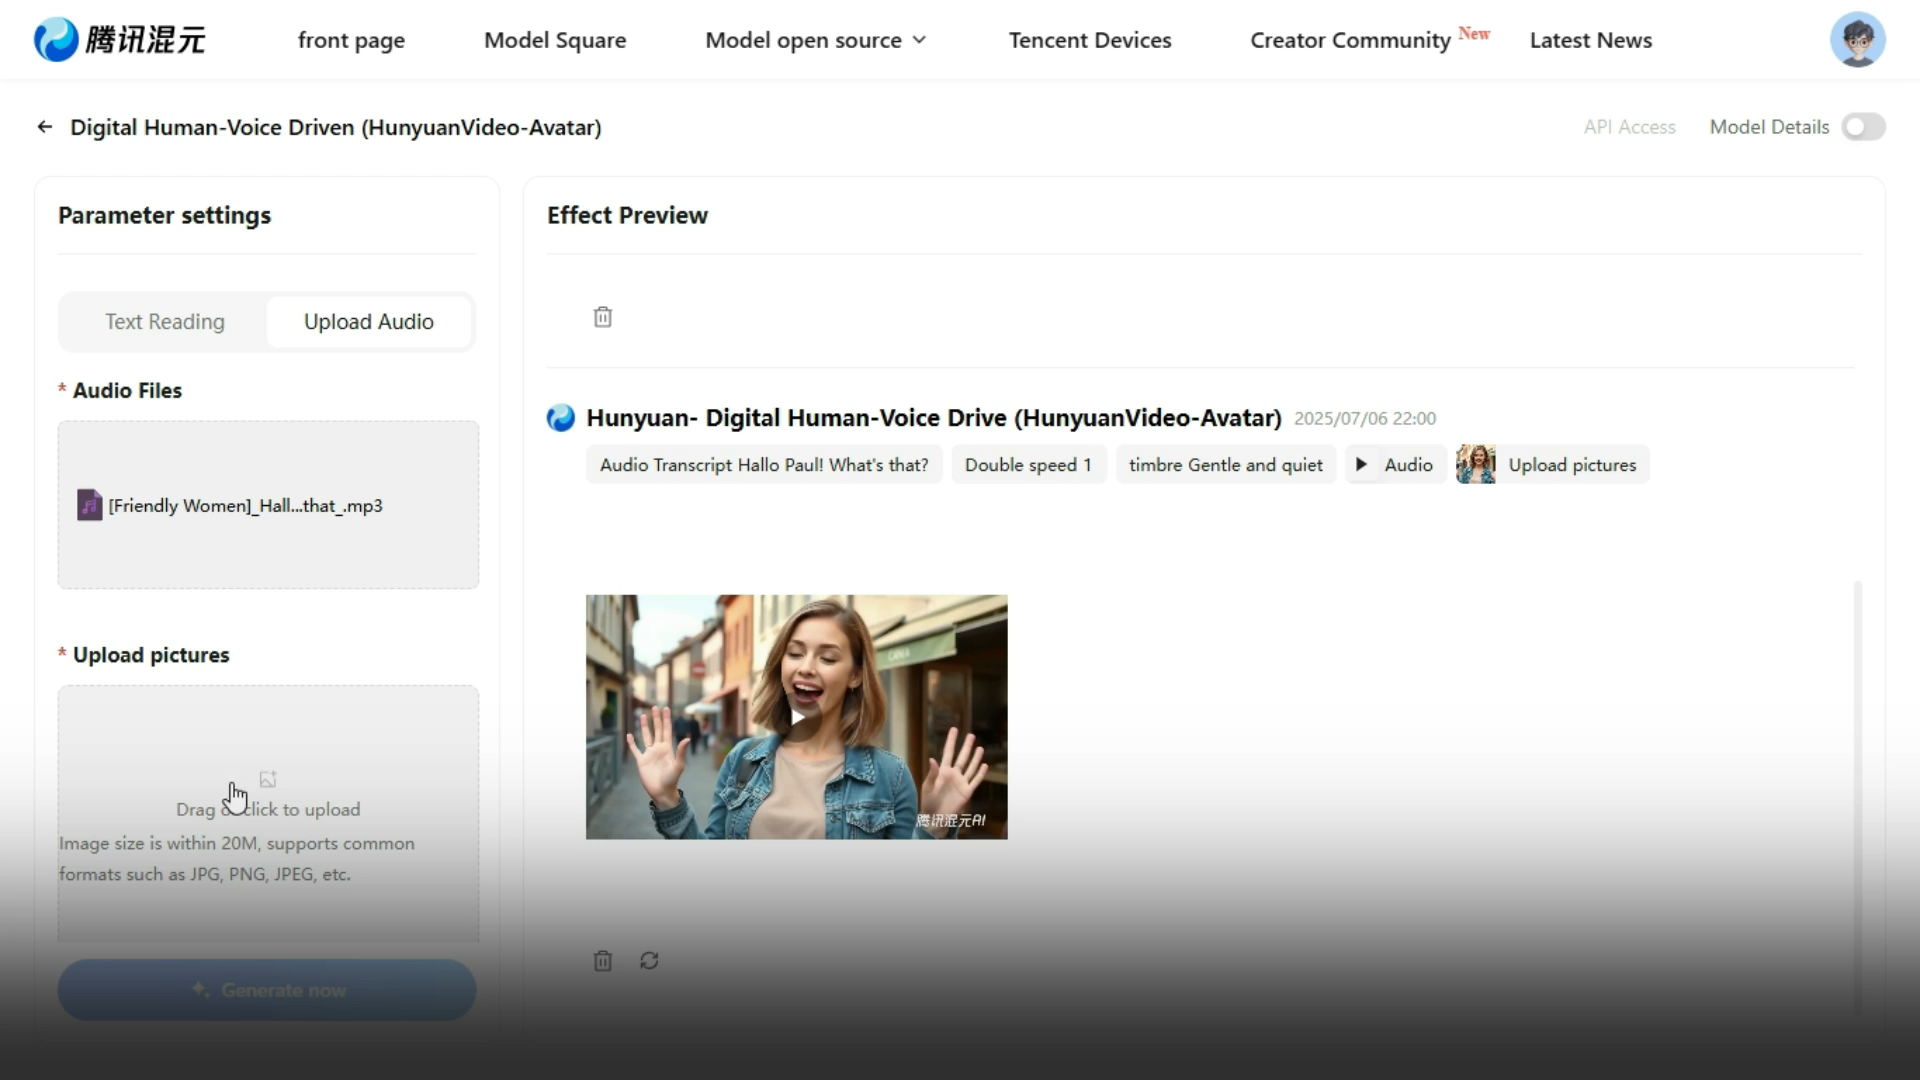 腾讯混元
front page
Model Square
Model open source
Tencent Devices
Creator Community New
Latest News
Digital Human-Voice Driven (HunyuanVideo-Avatar)
API Access
Model Details
Parameter settings
Text Reading
Upload Audio
* Audio Files
[Friendly Women]_Hall...that_.mp3
* Upload pictures
Drag or click to upload
Image size is within 20M, supports common
formats such as JPG, PNG, JPEG, etc.
Generate now
Effect Preview
Hunyuan- Digital Human-Voice Drive (HunyuanVideo-Avatar) 2025/07/06 22:00
Audio Transcript Hallo Paul! What's that?
Double speed 1
timbre Gentle and quiet
Audio
Upload pictures
腾讯混元AI